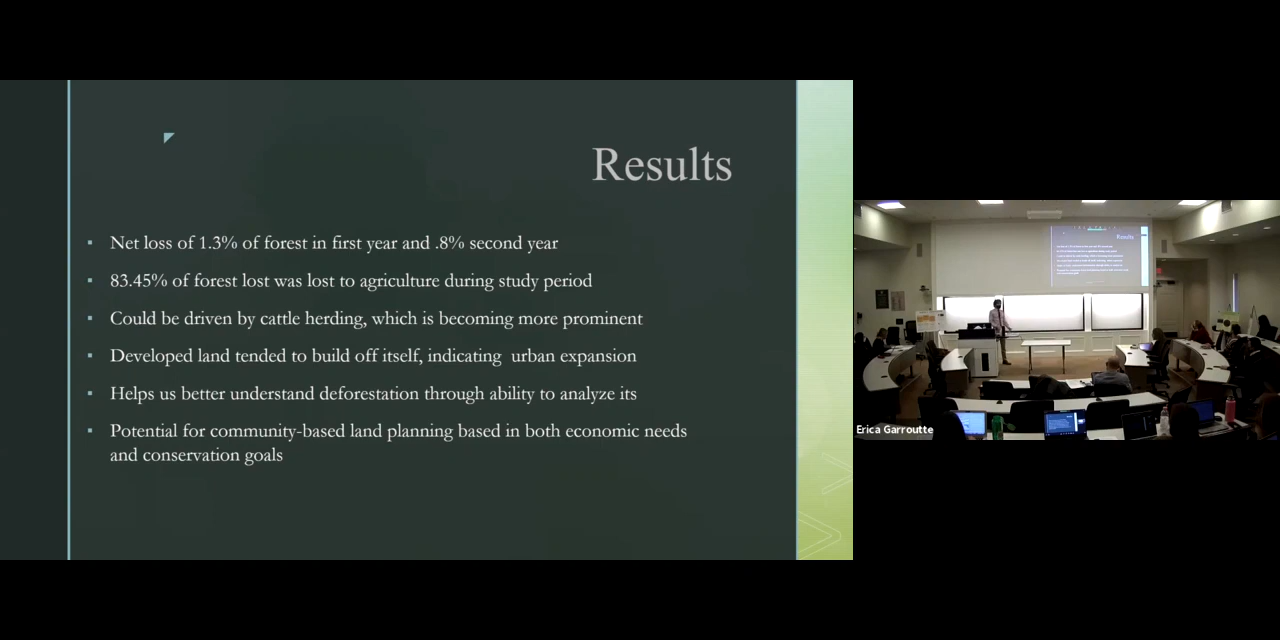 Results
▪ Net loss of 1.3% of forest in first year and .8% second year
▪ 83.45% of forest lost was lost to agriculture during study period
▪ Could be driven by cattle herding, which is becoming more prominent
▪ Developed land tended to build off itself, indicating  urban expansion
▪ Helps us better understand deforestation through ability to analyze its
▪ Potential for community-based land planning based in both economic needs
and conservation goals
Results
Erica Garroutte